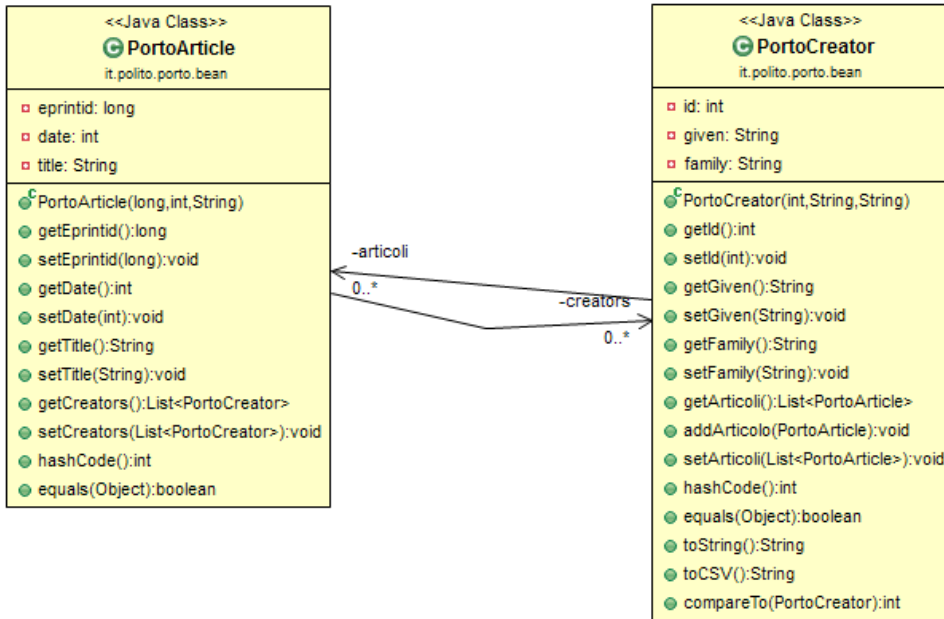 <<Java Class>>
PortoArticle
it.polito.porto.bean
eprintid: long
date: int
title: String
PortoArticle(long,int,String)
getEprintid():long
setEprintid(long):void
getDate():int
setDate(int):void
getTitle():String
setTitle(String):void
getCreators():List<PortoCreator>
setCreators(List<PortoCreator>):void
hashCode():int
equals(Object):boolean
-articoli
0..*
-creators
0..*
<<Java Class>>
PortoCreator
it.polito.porto.bean
id: int
given: String
family: String
PortoCreator(int,String,String)
getId():int
setId(int):void
getGiven():String
setGiven(String):void
getFamily():String
setFamily(String):void
getArticoli():List<PortoArticle>
addArticolo(PortoArticle):void
setArticoli(List<PortoArticle>):void
hashCode():int
equals(Object):boolean
toString():String
toCSV():String
compareTo(PortoCreator):int